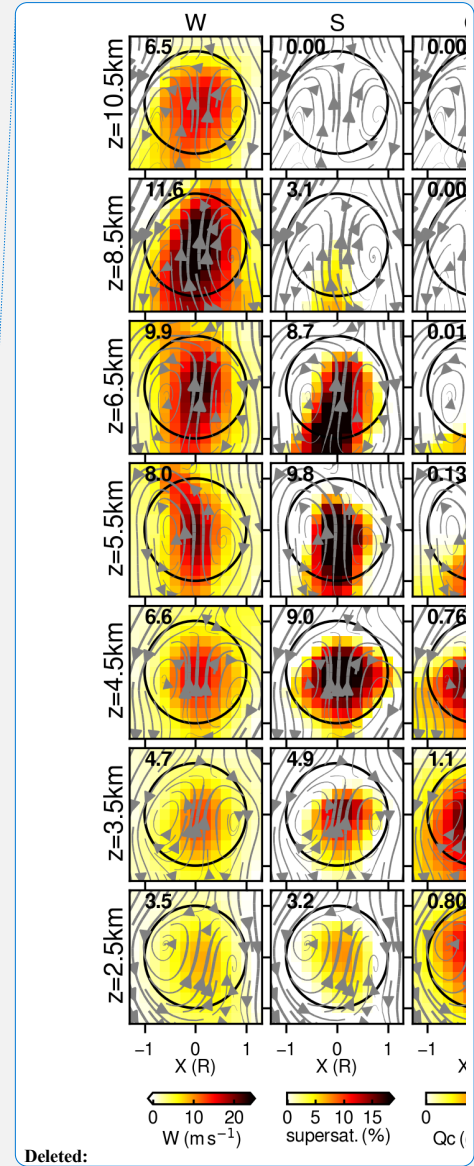 W S
6.5 0.00 0.00
z=10.5km
11.6 3.1 0.00
z=8.5km
9.9 8.7 0.01
z=6.5km
8.0 9.8 0.13
z=5.5km
6.6 9.0 0.76
z=4.5km
4.7 4.9 1.1
z=3.5km
3.5 3.2 0.80
z=2.5km
−1 0 1 −1 0 1 −1
X (R) X (R) X
0 10 20 0 5 10 15 0
W (m s⁻¹) supersat. (%) Qc (
Deleted: